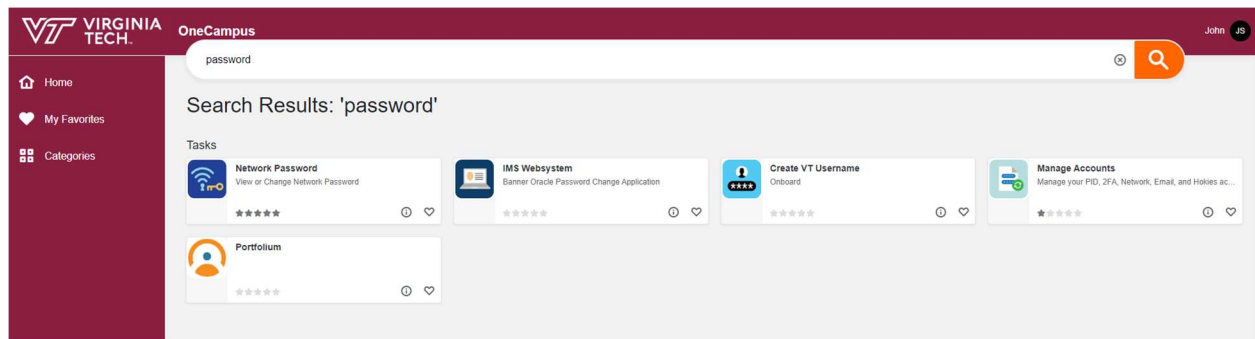 VIRGINIA
TECH
OneCampus
John JS
password
Home
My Favorites
Categories
Search Results: 'password'
Tasks
Network Password
View or Change Network Password
IMS Websystem
Banner Oracle Password Change Application
Create VT Username
Onboard
Manage Accounts
Manage your PID, 2FA, Network, Email, and Hokies ac...
Portfolium